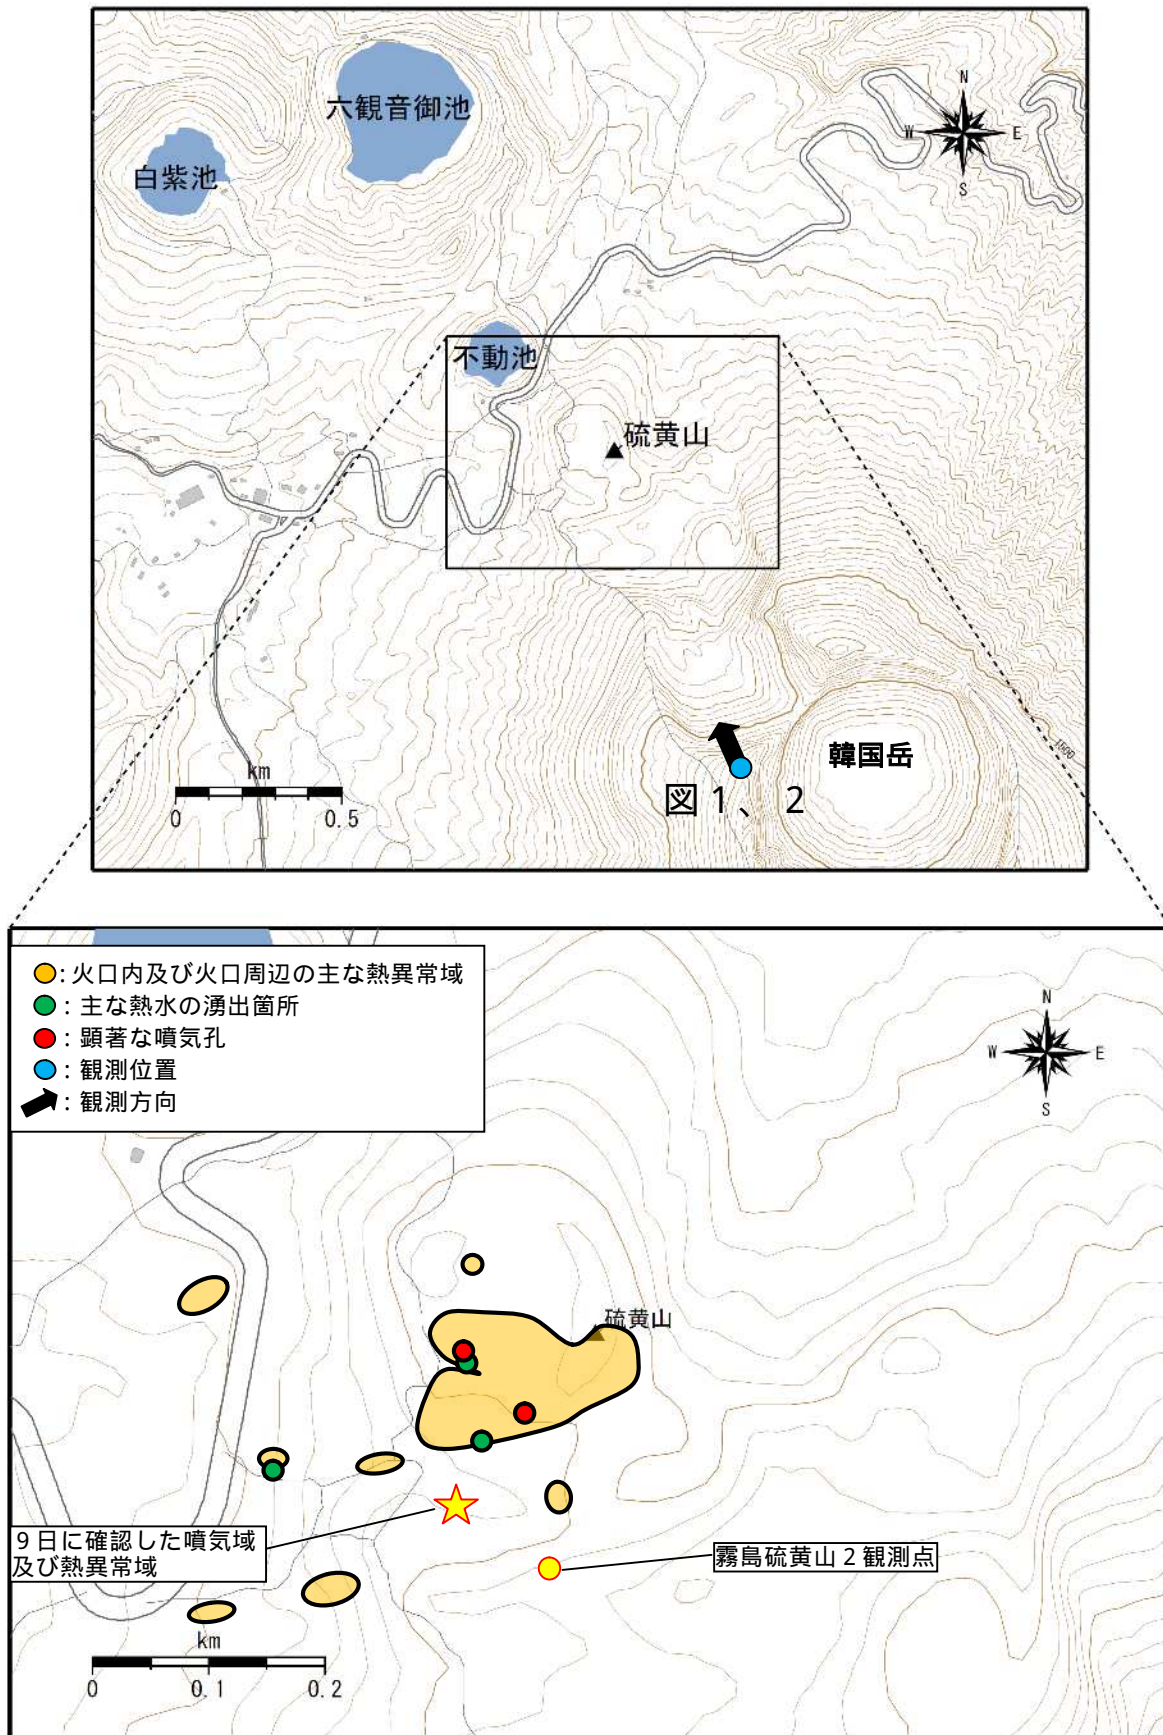 六観音御池
白紫池
N
W
E
S
不動池
硫黄山
韓国岳
1500
図1、2
km
0
0.5
：火口内及び火口周辺の主な熱異常域
：主な熱水の湧出箇所
：顕著な噴気孔
：観測位置
：観測方向
N
W
E
S
硫黄山
9日に確認した噴気域
及び熱異常域
霧島硫黄山2観測点
km
0
0.1
0.2